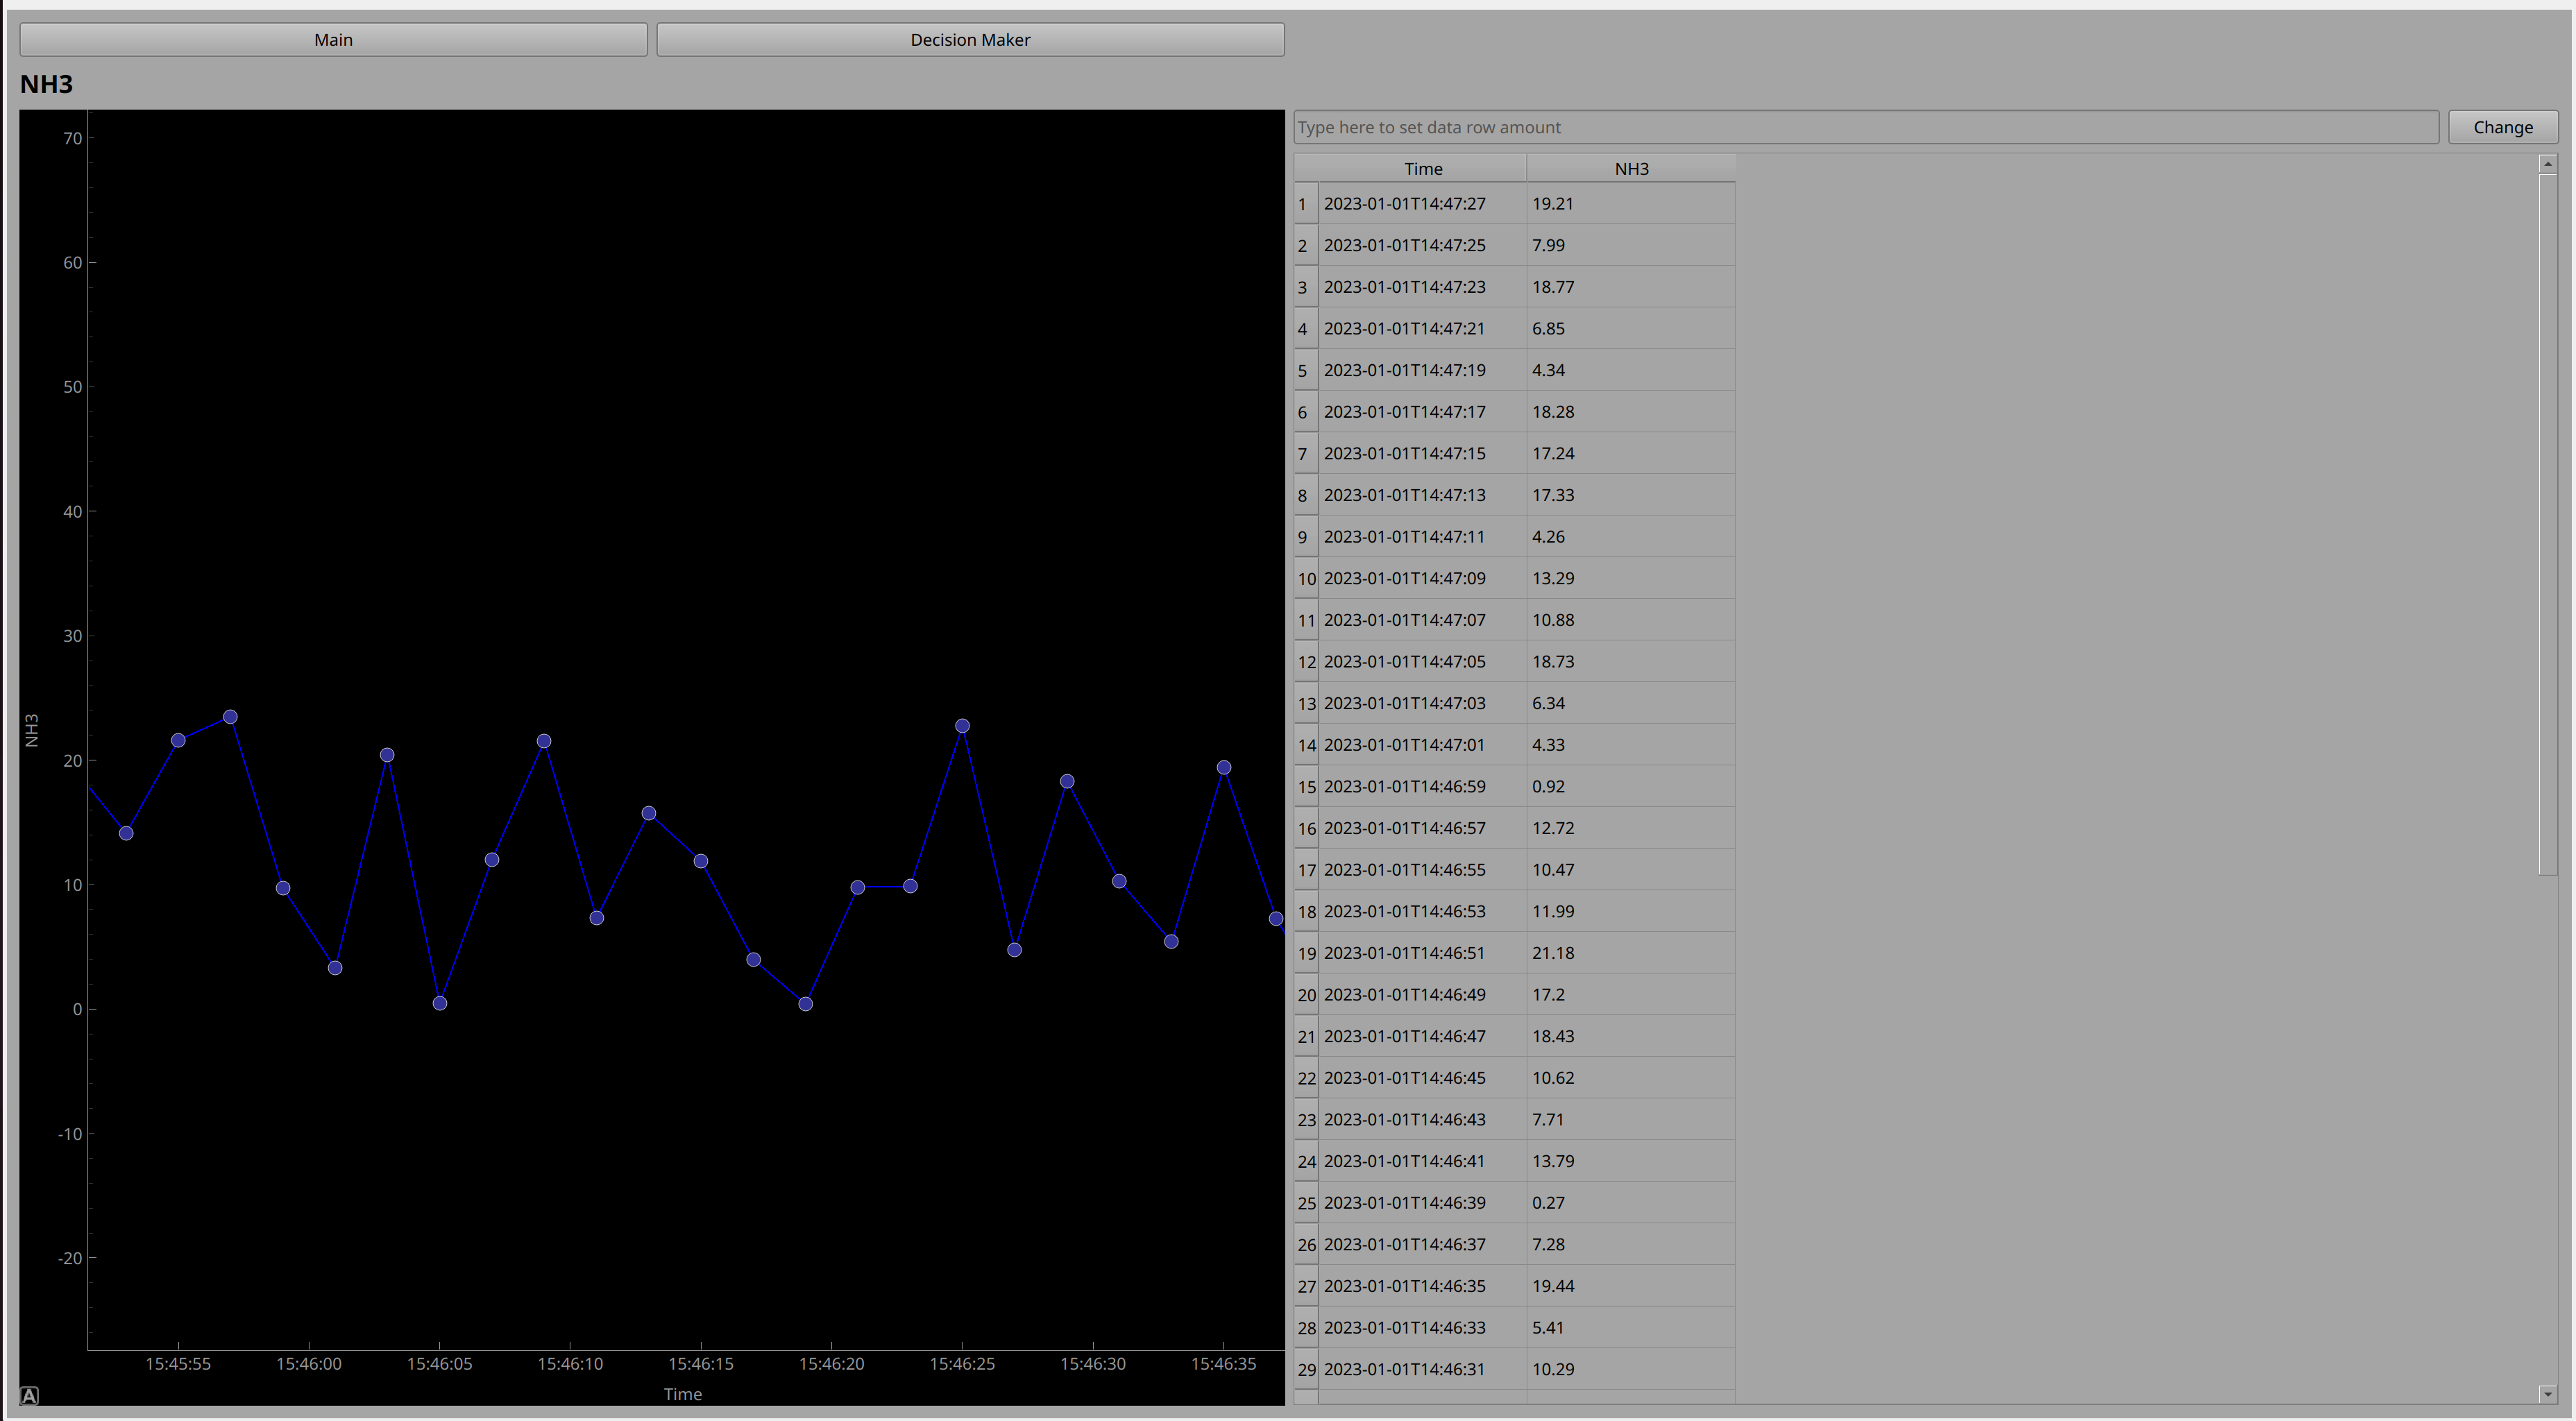 Main Decision Maker
NH3
70
60
50
40
30
20
10
0
-10
-20
NH3
15:45:55 15:46:00 15:46:05 15:46:10 15:46:15 15:46:20 15:46:25 15:46:30 15:46:35
Time
A
Type here to set data row amount Change
Time NH3
1 2023-01-01T14:47:27 19.21
2 2023-01-01T14:47:25 7.99
3 2023-01-01T14:47:23 18.77
4 2023-01-01T14:47:21 6.85
5 2023-01-01T14:47:19 4.34
6 2023-01-01T14:47:17 18.28
7 2023-01-01T14:47:15 17.24
8 2023-01-01T14:47:13 17.33
9 2023-01-01T14:47:11 4.26
10 2023-01-01T14:47:09 13.29
11 2023-01-01T14:47:07 10.88
12 2023-01-01T14:47:05 18.73
13 2023-01-01T14:47:03 6.34
14 2023-01-01T14:47:01 4.33
15 2023-01-01T14:46:59 0.92
16 2023-01-01T14:46:57 12.72
17 2023-01-01T14:46:55 10.47
18 2023-01-01T14:46:53 11.99
19 2023-01-01T14:46:51 21.18
20 2023-01-01T14:46:49 17.2
21 2023-01-01T14:46:47 18.43
22 2023-01-01T14:46:45 10.62
23 2023-01-01T14:46:43 7.71
24 2023-01-01T14:46:41 13.79
25 2023-01-01T14:46:39 0.27
26 2023-01-01T14:46:37 7.28
27 2023-01-01T14:46:35 19.44
28 2023-01-01T14:46:33 5.41
29 2023-01-01T14:46:31 10.29